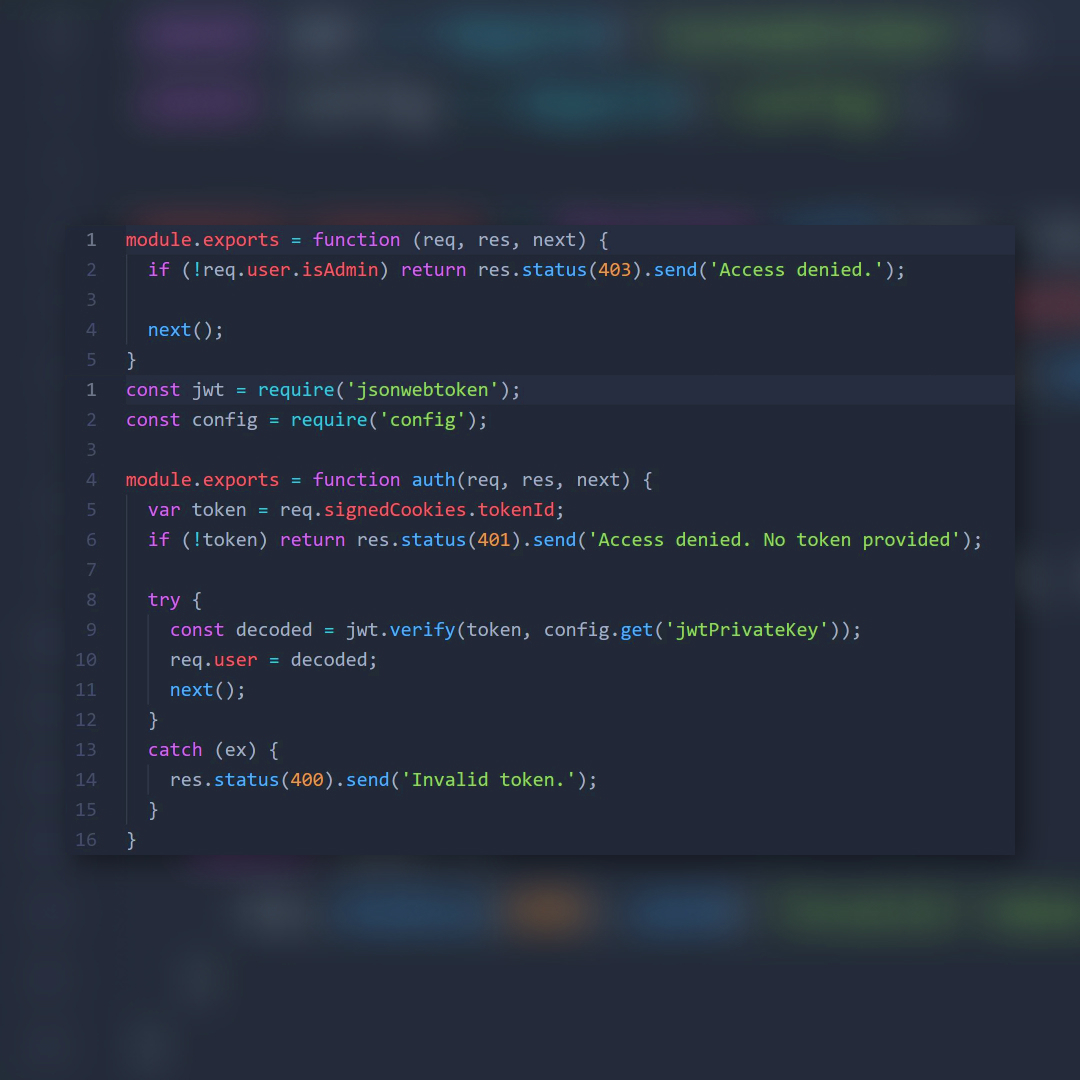 1 module.exports = function (req, res, next) {
2 if (!req.user.isAdmin) return res.status(403).send('Access denied.');
3
4 next();
5 }
1 const jwt = require('jsonwebtoken');
2 const config = require('config');
3
4 module.exports = function auth(req, res, next) {
5 var token = req.signedCookies.tokenId;
6 if (!token) return res.status(401).send('Access denied. No token provided');
7
8 try {
9 const decoded = jwt.verify(token, config.get('jwtPrivateKey'));
10 req.user = decoded;
11 next();
12 }
13 catch (ex) {
14 res.status(400).send('Invalid token.');
15 }
16 }